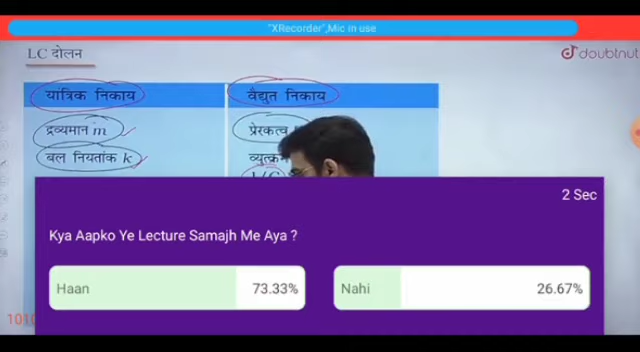 "XRecorder",Mic in use
LC दोलन
doubtnut
यांत्रिक निकाय
वैद्युत निकाय
द्रव्यमान m
प्रेरकत्व
बल नियतांक k
2 Sec
Kya Aapko Ye Lecture Samajh Me Aya ?
Haan 73.33%
Nahi 26.67%